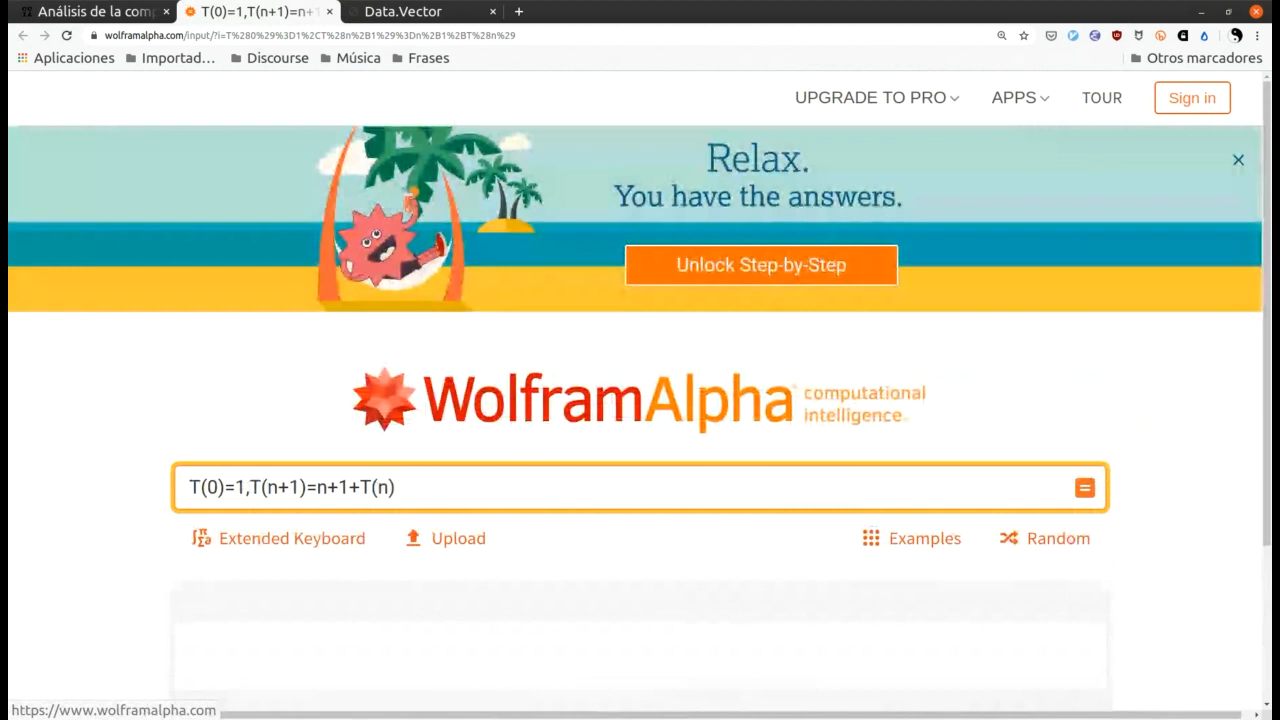 Análisis de la comp
T(0)=1,T(n+1)=n+1
Data.Vector
wolframalpha.com/input/?i=T%280%29%3D1%2CT%28n%2B1%29%3Dn%2B1%2BT%28n%29
Aplicaciones
Importad...
Discourse
Música
Frases
Otros marcadores
UPGRADE TO PRO
APPS
TOUR
Sign in
Relax.
You have the answers.
Unlock Step-by-Step
WolframAlpha computational
intelligence.
T(0)=1,T(n+1)=n+1+T(n)
Extended Keyboard
Upload
Examples
Random
https://www.wolframalpha.com